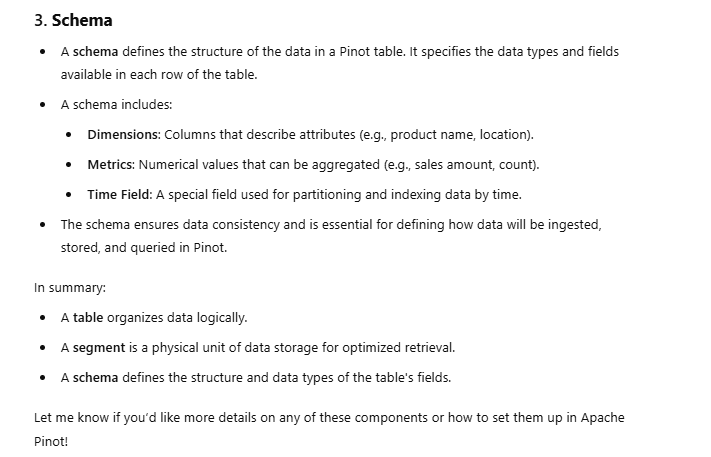 3. Schema
• A schema defines the structure of the data in a Pinot table. It specifies the data types and fields
available in each row of the table.
• A schema includes:
• Dimensions: Columns that describe attributes (e.g., product name, location).
• Metrics: Numerical values that can be aggregated (e.g., sales amount, count).
• Time Field: A special field used for partitioning and indexing data by time.
• The schema ensures data consistency and is essential for defining how data will be ingested,
stored, and queried in Pinot.
In summary:
• A table organizes data logically.
• A segment is a physical unit of data storage for optimized retrieval.
• A schema defines the structure and data types of the table's fields.
Let me know if you'd like more details on any of these components or how to set them up in Apache
Pinot!